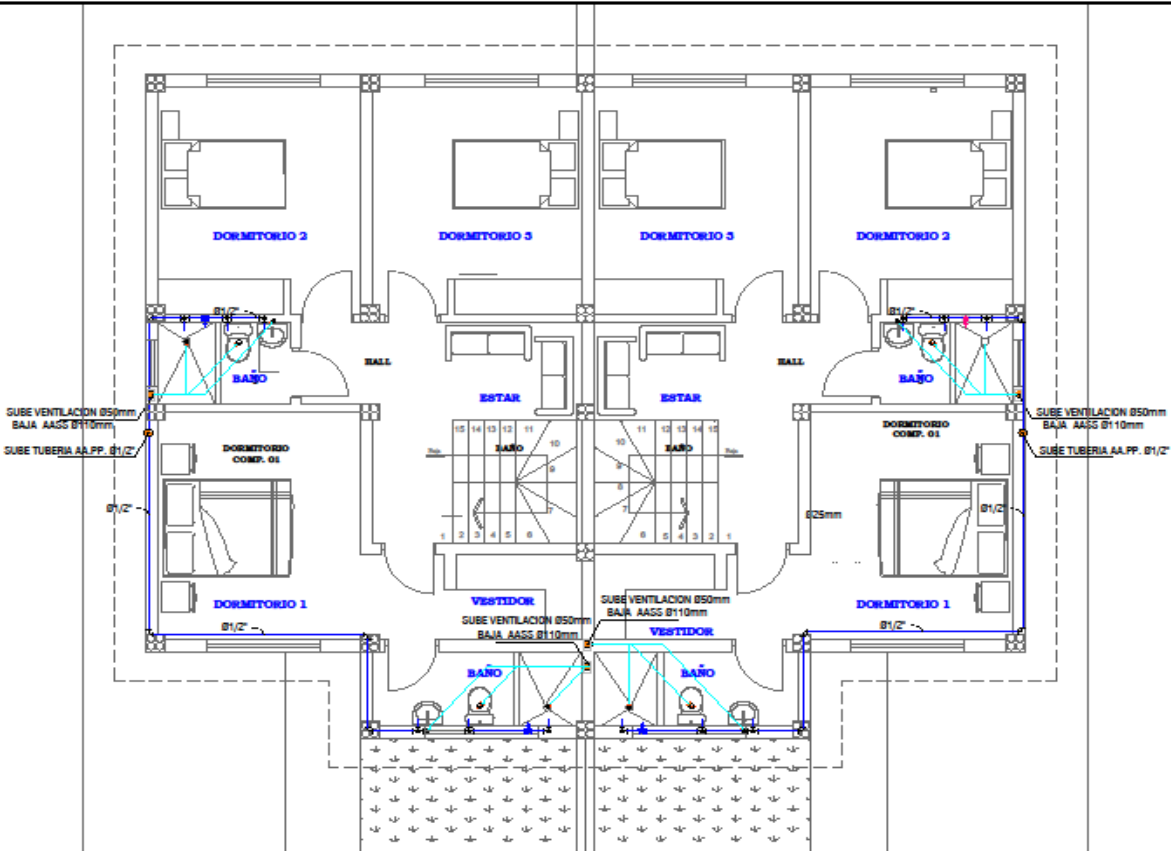 DORMITORIO 2
DORMITORIO 3
DORMITORIO 3
DORMITORIO 2
Ø1/2"
Ø1/2"
HALL
HALL
BAÑO
BAÑO
ESTAR
ESTAR
SUBE VENTILACION Ø50mm
BAJA AASS Ø110mm
SUBE TUBERIA AA.PP. Ø1/2"
SUBE VENTILACION Ø50mm
BAJA AASS Ø110mm
SUBE TUBERIA AA.PP. Ø1/2"
DORMITORIO
COMP. 01
DORMITORIO
COMP. 01
15 14 13 12 11
11 12 13 14 15
10
10
BAÑO
BAÑO
Baja
Baja
9
9
8
7
7
Ø1/2"
Ø25mm
Ø1/2"
1 2 3 4 5 6
6 5 4 3 2 1
DORMITORIO 1
VESTIDOR
SUBE VENTILACION Ø50mm
BAJA AASS Ø110mm
DORMITORIO 1
SUBE VENTILACION Ø50mm
BAJA AASS Ø110mm
VESTIDOR
Ø1/2"
Ø1/2"
BAÑO
BAÑO